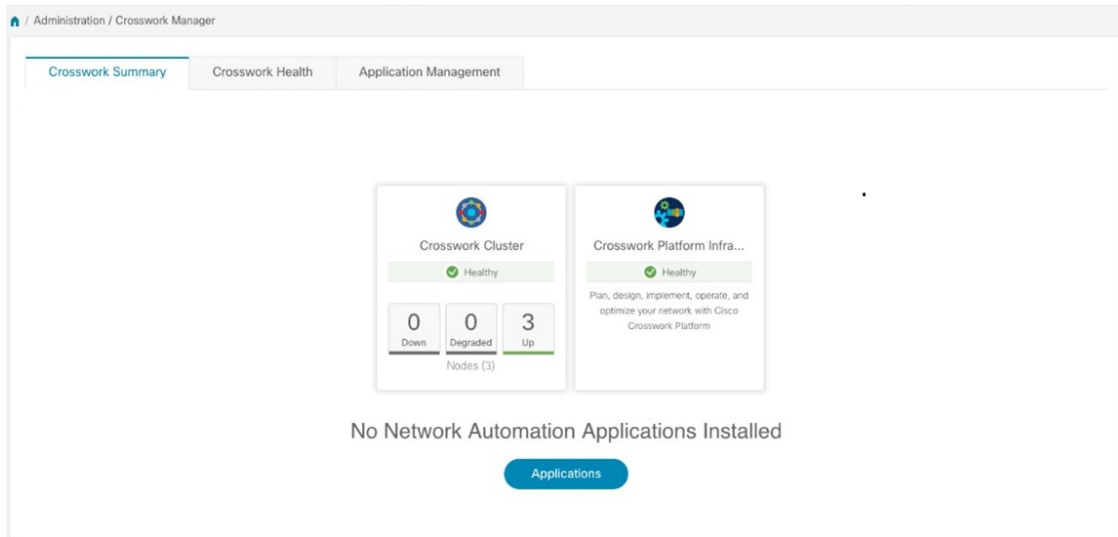 / Administration / Crosswork Manager
Crosswork Summary Crosswork Health Application Management
Crosswork Cluster
Healthy
0 0 3
Down Degraded Up
Nodes (3)
Crosswork Platform Infra...
Healthy
Plan, design, implement, operate, and
optimize your network with Cisco
Crosswork Platform
No Network Automation Applications Installed
Applications